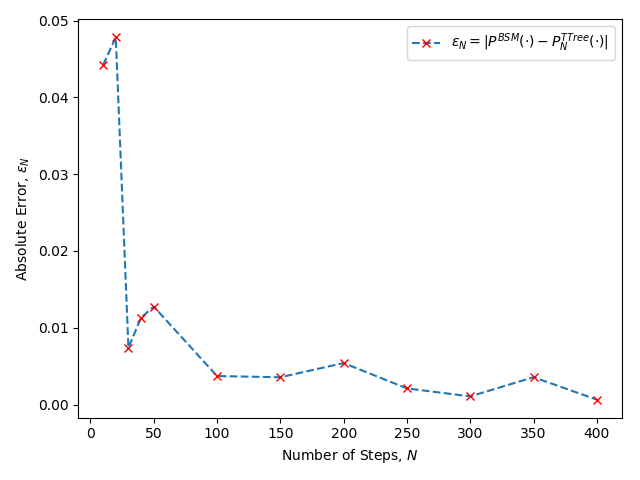 0.05
0.04
0.03
0.02
0.01
0.00
Absolute Error, ε_N
ε_N = |P^{BSM}(·) − P_N^{TTree}(·)|
0 50 100 150 200 250 300 350 400
Number of Steps, N